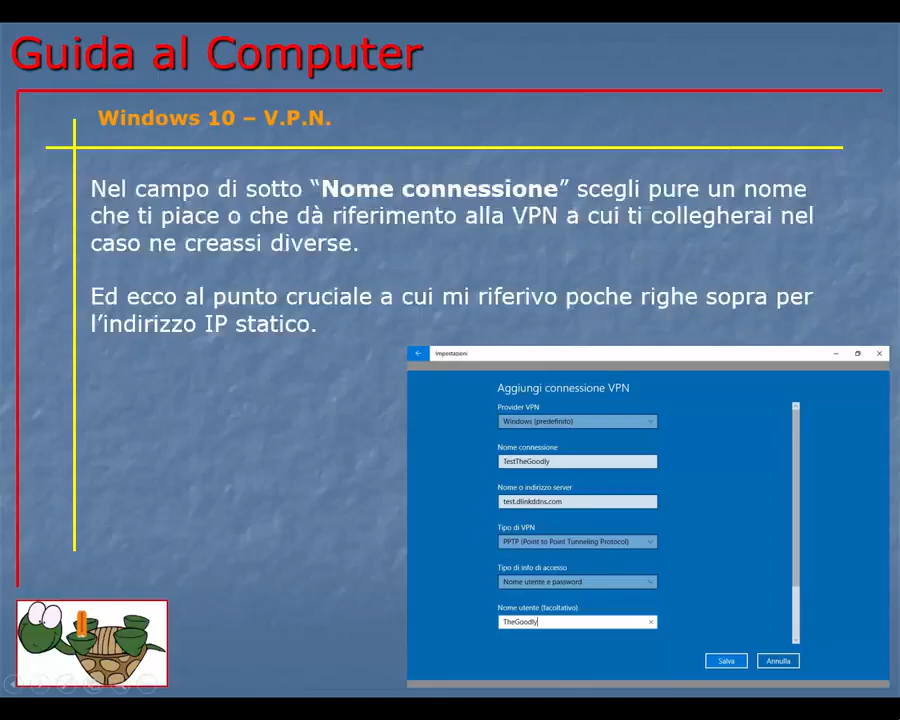 Guida al Computer
Windows 10 – V.P.N.
Nel campo di sotto “Nome connessione” scegli pure un nome
che ti piace o che dà riferimento alla VPN a cui ti collegherai nel
caso ne creassi diverse.
Ed ecco al punto cruciale a cui mi riferivo poche righe sopra per
l’indirizzo IP statico.
Impostazioni
Aggiungi connessione VPN
Provider VPN
Windows (predefinito)
Nome connessione
TestTheGoodly
Nome o indirizzo server
test.dlinkddns.com
Tipo di VPN
PPTP (Point to Point Tunneling Protocol)
Tipo di info di accesso
Nome utente e password
Nome utente (facoltativo)
TheGoodly
Salva Annulla